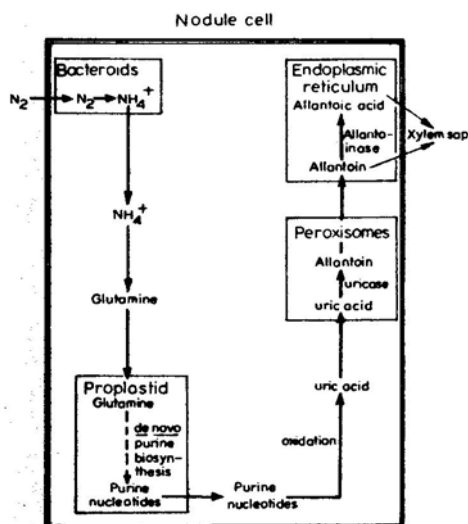 Nodule cell
Bacteroids
N2 N2 NH4+
NH4+
Glutamine
Proplastid
Glutamine
de novo
purine
biosyn-
thesis
Purine
nucleotides
Purine
nucleotides
oxidation
uric acid
Peroxisomes
Allantoin
uricase
uric acid
Endoplasmic
reticulum
Allantoic acid
Allanto-
inase
Allantoin
Xylem sap